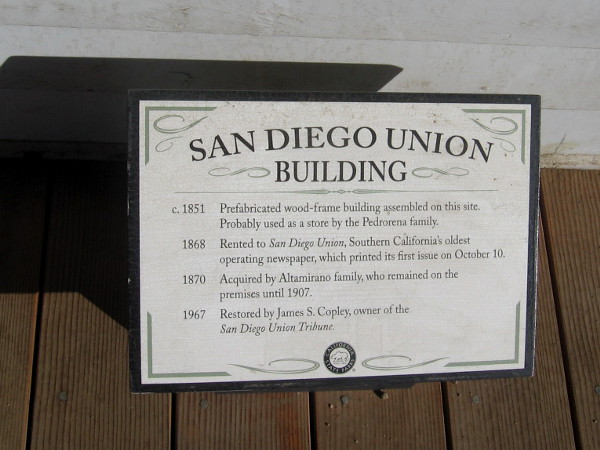 SAN DIEGO UNION
BUILDING
c. 1851 Prefabricated wood-frame building assembled on this site.
Probably used as a store by the Pedrorena family.
1868 Rented to San Diego Union, Southern California's oldest
operating newspaper, which printed its first issue on October 10.
1870 Acquired by Altamirano family, who remained on the
premises until 1907.
1967 Restored by James S. Copley, owner of the
San Diego Union Tribune.
CALIFORNIA
STATE PARKS